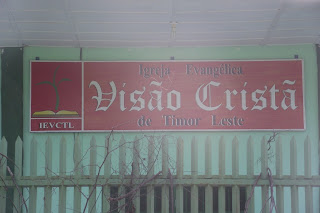 Igreja Evangélica
Visão Cristã
de Timor Leste
IEVCTL